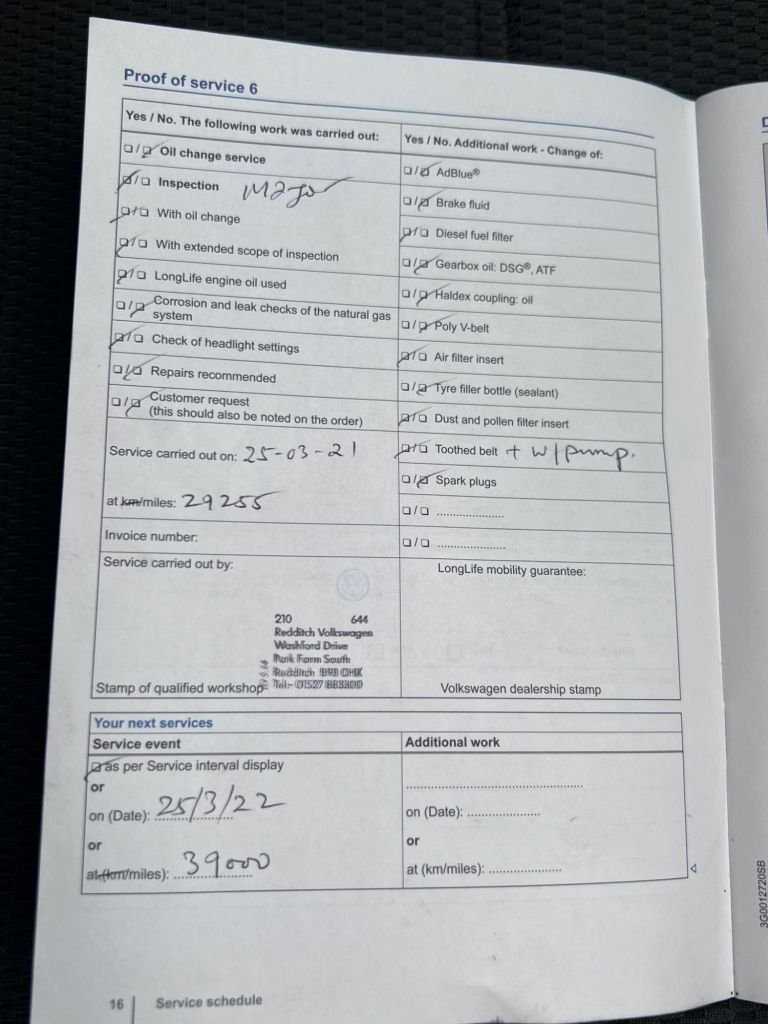 Proof of service 6
Yes / No. The following work was carried out:
☐/☑ Oil change service
☑/☐ Inspection Major
☑/☐ With oil change
☑/☐ With extended scope of inspection
☑/☐ LongLife engine oil used
☐/☑ Corrosion and leak checks of the natural gas
system
☑/☐ Check of headlight settings
☐/☑ Repairs recommended
☐/☑ Customer request
(this should also be noted on the order)
Service carried out on: 25-03-21
at km/miles: 29255
Invoice number:
Service carried out by:
210 644
Redditch Volkswagen
Washford Drive
Park Farm South
Redditch B98 0HX
Tel:- 01527 883300
Stamp of qualified workshop
Yes / No. Additional work - Change of:
☐/☑ AdBlue®
☐/☑ Brake fluid
☑/☐ Diesel fuel filter
☐/☑ Gearbox oil: DSG®, ATF
☐/☑ Haldex coupling: oil
☐/☑ Poly V-belt
☑/☐ Air filter insert
☐/☑ Tyre filler bottle (sealant)
☑/☐ Dust and pollen filter insert
☑/☐ Toothed belt + w/pump.
☐/☑ Spark plugs
☐/☐ .....................
☐/☐ .....................
LongLife mobility guarantee:
Volkswagen dealership stamp
Your next services
Service event
☑ as per Service interval display
or
on (Date): 25/3/22
or
at (km/miles): 39000
Additional work
on (Date): .....................
or
at (km/miles): .....................
16 Service schedule
3G0012720SB